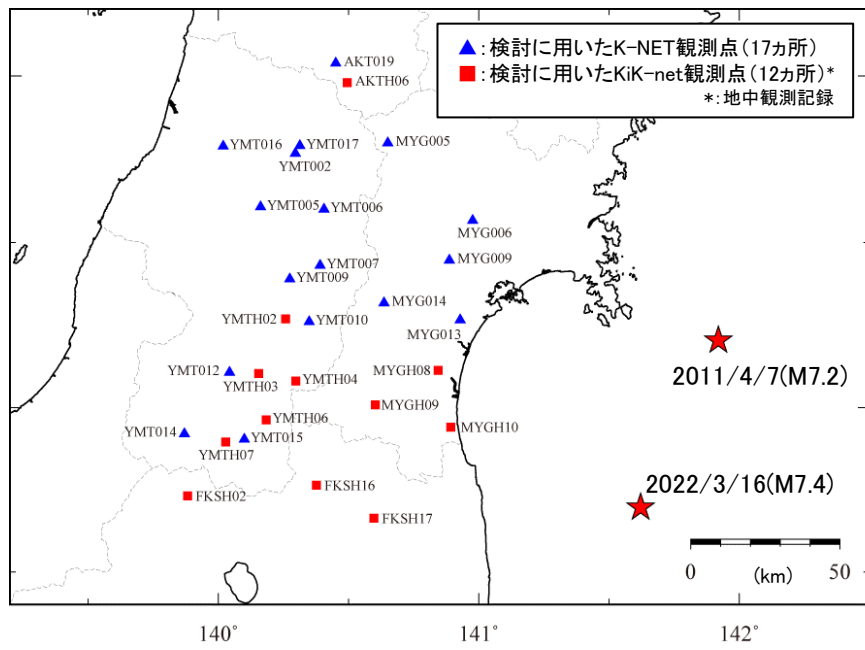 ▲:検討に用いたK-NET観測点(17ヵ所)
■:検討に用いたKiK-net観測点(12ヵ所)*
*:地中観測記録
AKT019
AKTH06
YMT016
YMT017
MYG005
YMT002
YMT005
YMT006
MYG006
YMT007
MYG009
YMT009
MYG014
YMTH02
YMT010
MYG013
2011/4/7(M7.2)
YMT012
YMTH03
YMTH04
MYGH08
MYGH09
YMTH06
MYGH10
YMT014
YMT015
YMTH07
2022/3/16(M7.4)
FKSH16
FKSH02
FKSH17
0 (km) 50
140° 141° 142°